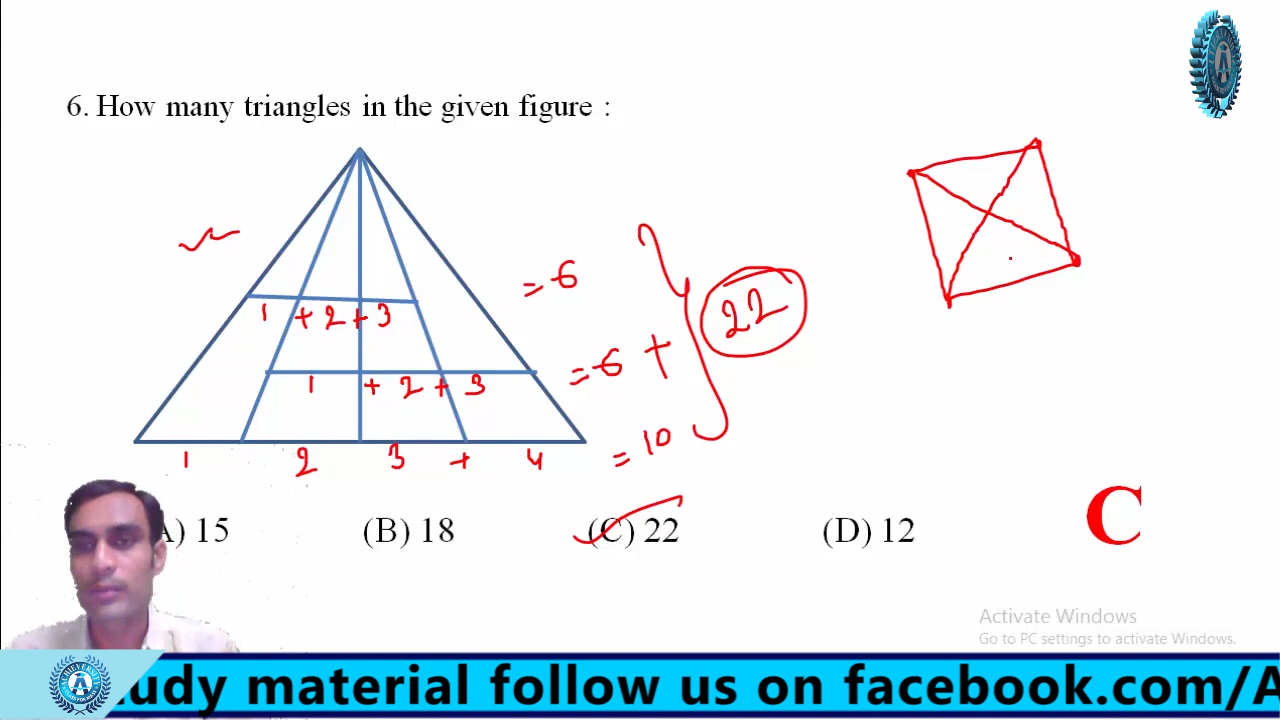 6. How many triangles in the given figure :
= 6
1 + 2 + 3
22
= 6 +
1 + 2 + 3
= 10
1 2 3 + 4
A) 15 (B) 18 (C) 22 (D) 12
C
Activate Windows
Go to PC settings to activate Windows.
tudy material follow us on facebook.com/A